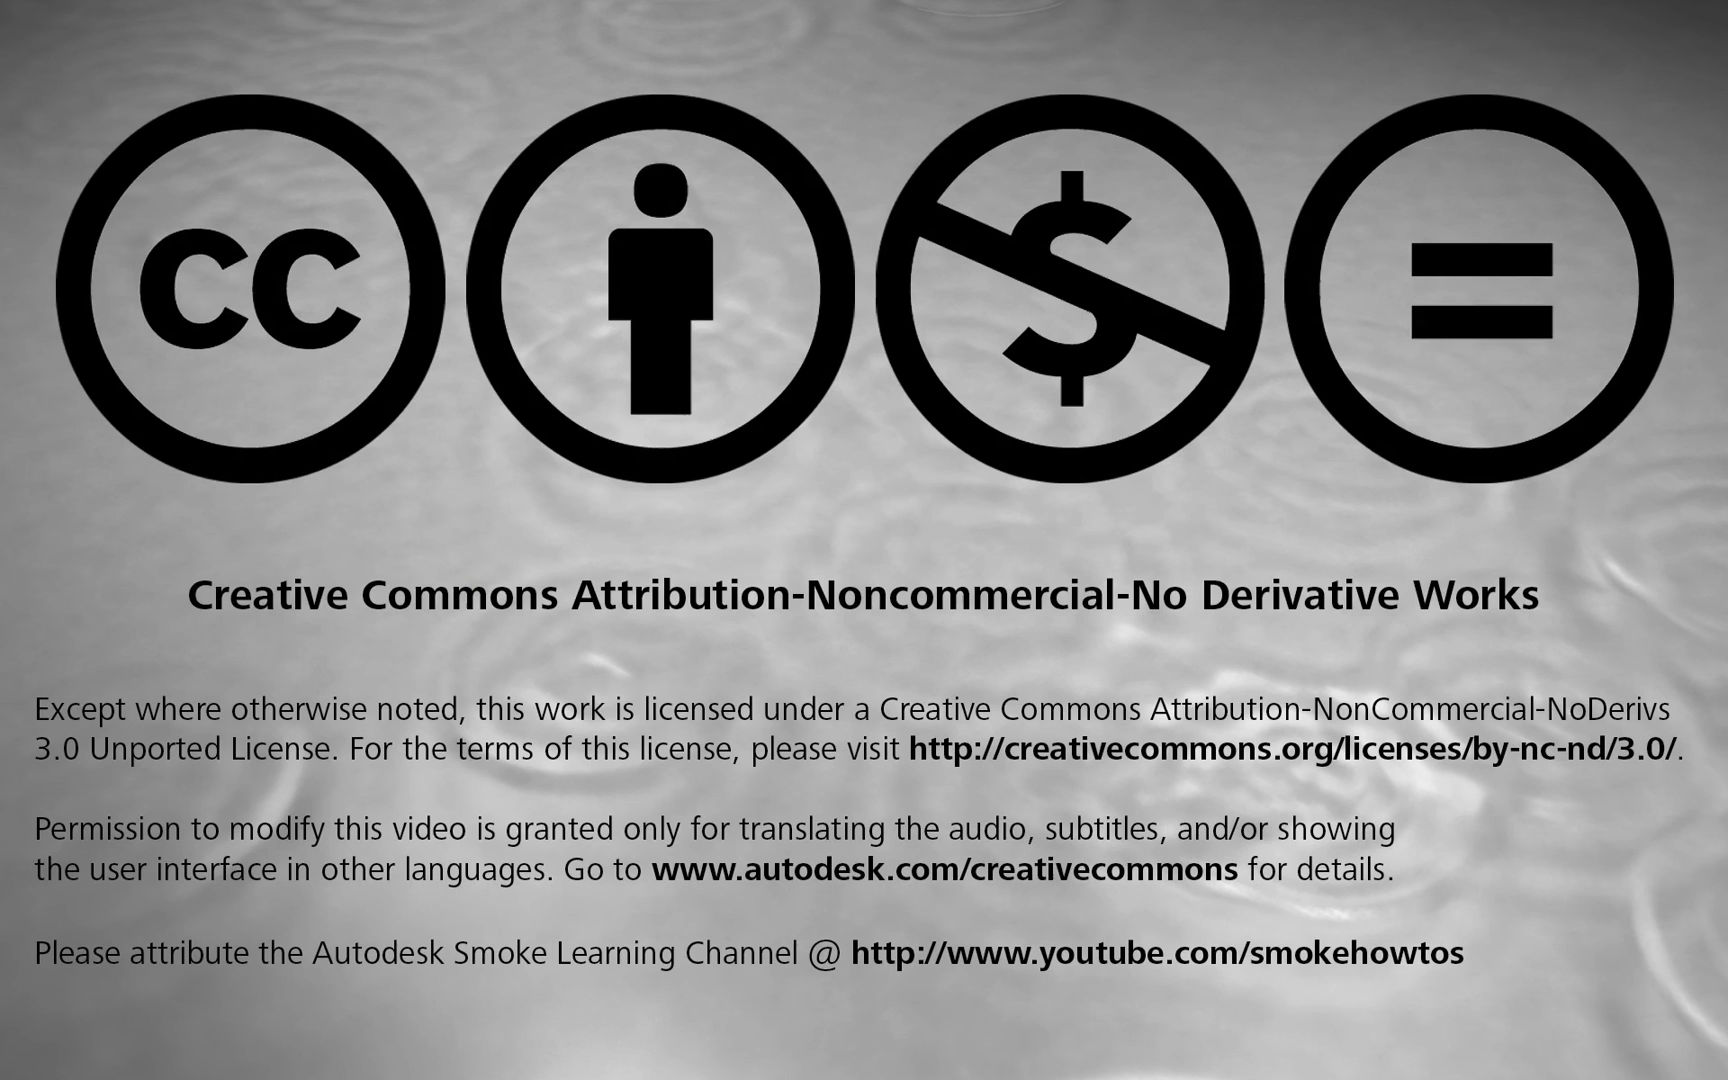 cc
$
=
Creative Commons Attribution-Noncommercial-No Derivative Works
Except where otherwise noted, this work is licensed under a Creative Commons Attribution-NonCommercial-NoDerivs
3.0 Unported License. For the terms of this license, please visit http://creativecommons.org/licenses/by-nc-nd/3.0/.
Permission to modify this video is granted only for translating the audio, subtitles, and/or showing
the user interface in other languages. Go to www.autodesk.com/creativecommons for details.
Please attribute the Autodesk Smoke Learning Channel @ http://www.youtube.com/smokehowtos